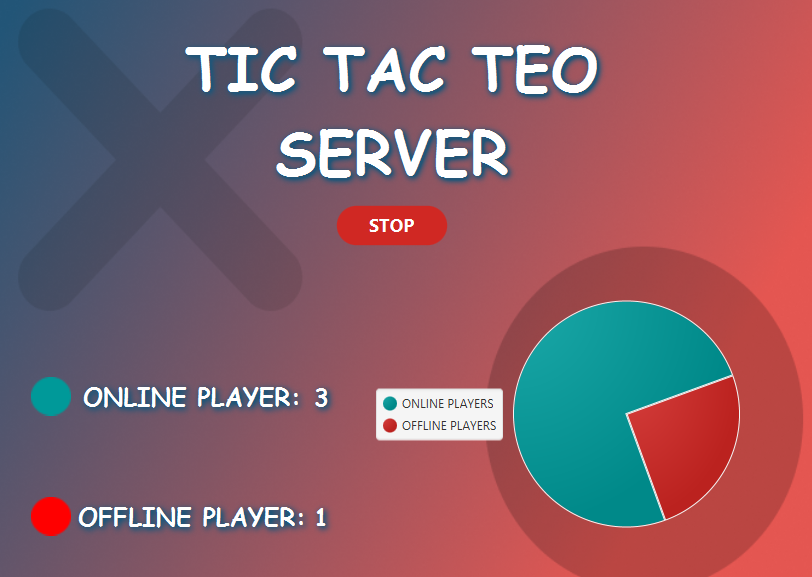 TIC TAC TEO
SERVER
STOP
ONLINE PLAYER: 3
ONLINE PLAYERS
OFFLINE PLAYERS
OFFLINE PLAYER: 1